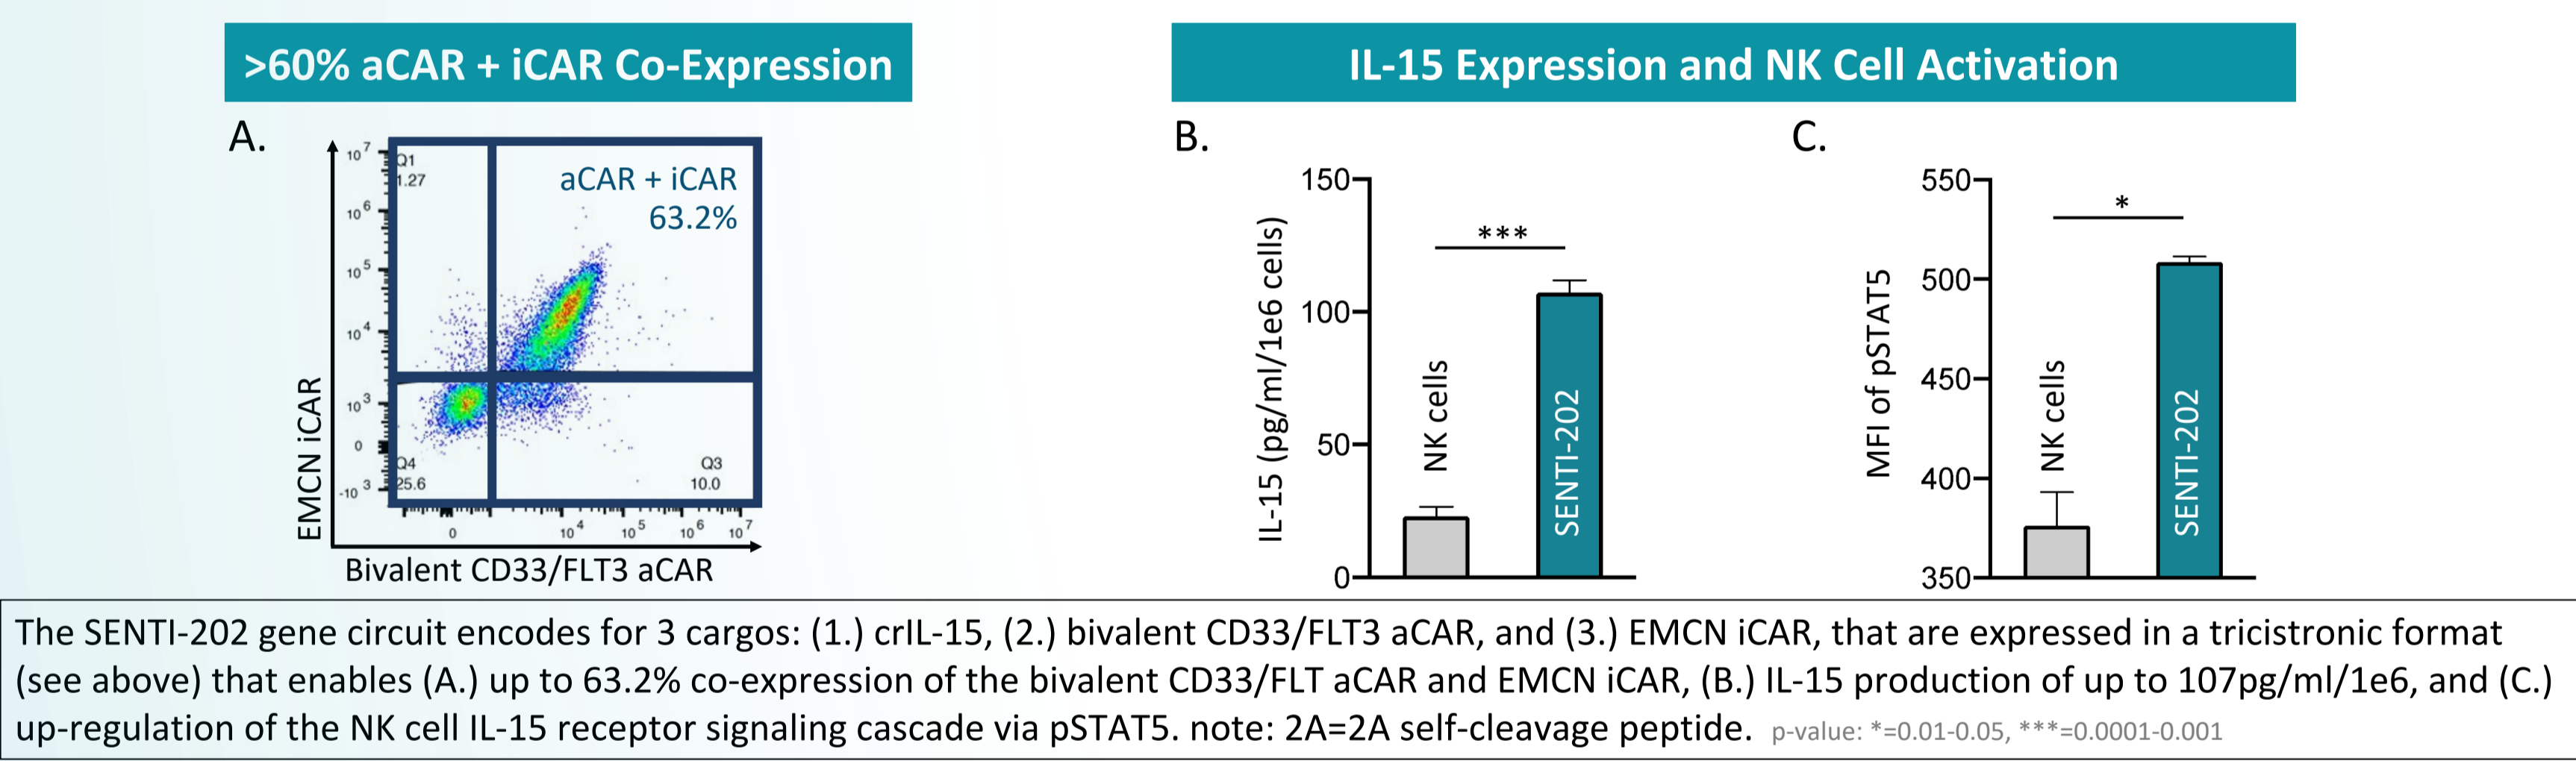 >60% aCAR + iCAR Co-Expression
IL-15 Expression and NK Cell Activation
A.
EMCN iCAR
10^7
10^6
10^5
10^4
10^3
0
-10^3
Q1
1.27
aCAR + iCAR
63.2%
Q4
25.6
Q3
10.0
0
10^4
10^5
10^6
10^7
Bivalent CD33/FLT3 aCAR
B.
IL-15 (pg/ml/1e6 cells)
150
100
50
0
***
NK cells
SENTI-202
C.
MFI of pSTAT5
550
500
450
400
350
*
NK cells
SENTI-202
The SENTI-202 gene circuit encodes for 3 cargos: (1.) crIL-15, (2.) bivalent CD33/FLT3 aCAR, and (3.) EMCN iCAR, that are expressed in a tricistronic format
(see above) that enables (A.) up to 63.2% co-expression of the bivalent CD33/FLT aCAR and EMCN iCAR, (B.) IL-15 production of up to 107pg/ml/1e6, and (C.)
up-regulation of the NK cell IL-15 receptor signaling cascade via pSTAT5. note: 2A=2A self-cleavage peptide. p-value: *=0.01-0.05, ***=0.0001-0.001